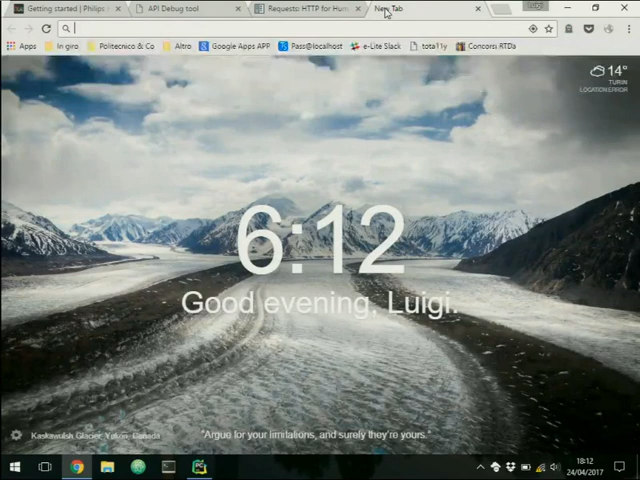 Getting started | Philips H
API Debug tool
Requests: HTTP for Hum
New Tab
Apps
In giro
Politecnico & Co
Altro
Google Apps APP
Pass@localhost
e-Lite Slack
tota11y
Concorsi RTDa
14°
TURIN
LOCATION ERROR
6:12
Good evening, Luigi.
Kaskawulsh Glacier, Yukon, Canada
"Argue for your limitations, and surely they're yours."
18:12
24/04/2017